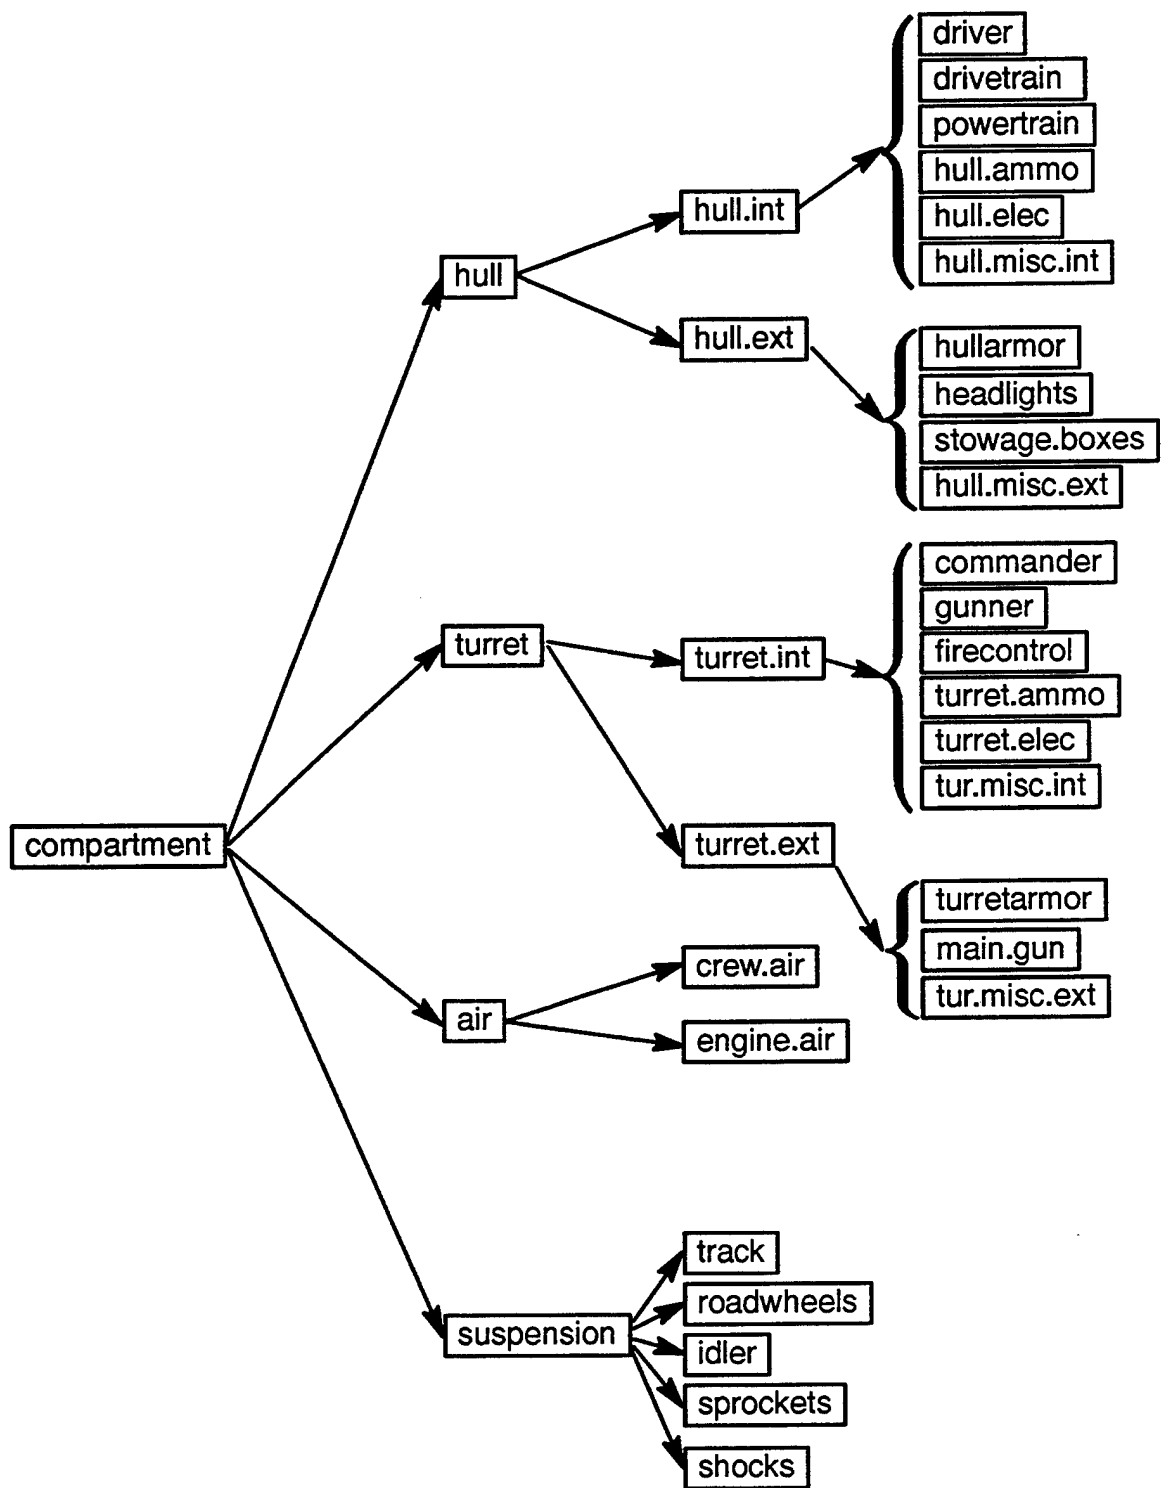 compartment
hull
hull.int
driver
drivetrain
powertrain
hull.ammo
hull.elec
hull.misc.int
hull.ext
hullarmor
headlights
stowage.boxes
hull.misc.ext
turret
turret.int
commander
gunner
firecontrol
turret.ammo
turret.elec
tur.misc.int
turret.ext
turretarmor
main.gun
tur.misc.ext
air
crew.air
engine.air
suspension
track
roadwheels
idler
sprockets
shocks